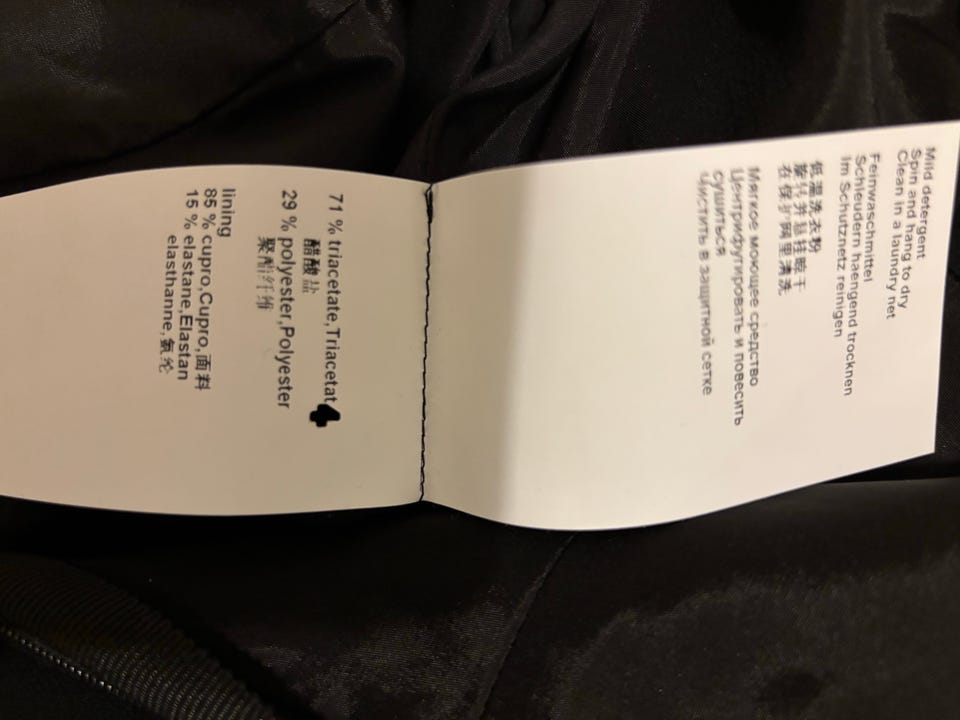 Mild detergent
Spin and hang to dry
Clean in a laundry net
Feinwaschmittel
Schleudern haengend trocknen
Im Schutznetz reinigen
低温洗衣粉
旋转并悬挂晾干
在保护网里清洗
Мягкое моющее средство
Центрифугировать и повесить
сушиться
Чистить в защитной сетке
71 % triacetate,Triacetat
醋酸盐
29 % polyester,Polyester
聚酯纤维
lining
85 % cupro,Cupro,面料
15 % elastane,Elastan
elasthanne,氨纶
4